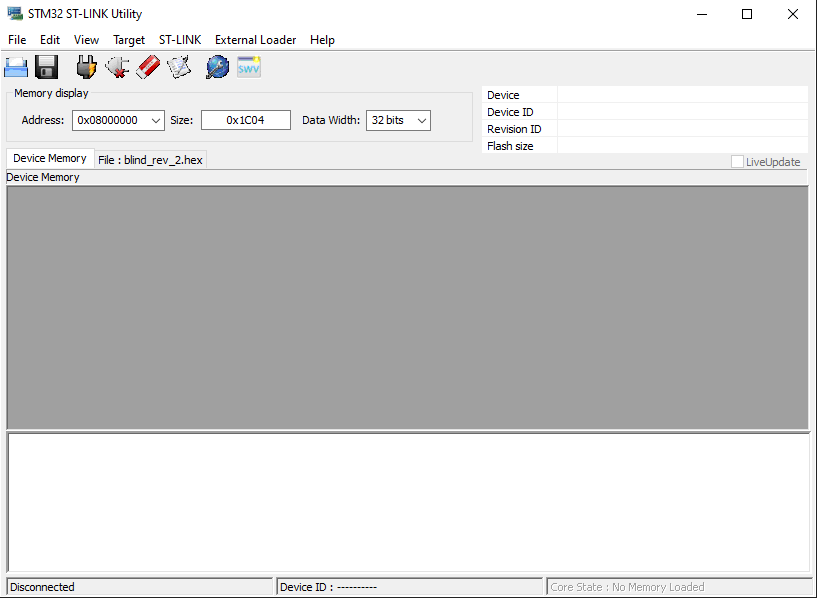 STM32 ST-LINK Utility
File Edit View Target ST-LINK External Loader Help
SWV
Memory display
Address: 0x08000000 Size: 0x1C04 Data Width: 32 bits
Device
Device ID
Revision ID
Flash size
LiveUpdate
Device Memory File : blind_rev_2.hex
Device Memory
Disconnected Device ID : ---------- Core State : No Memory Loaded